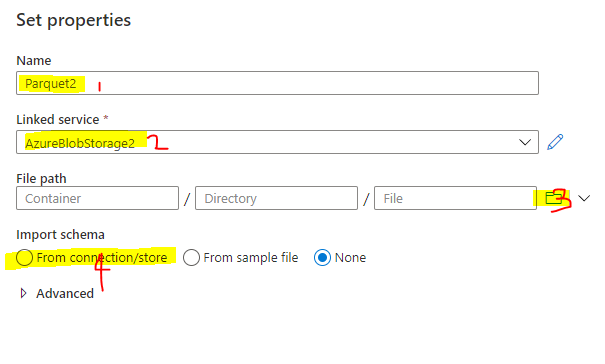 Set properties
Name
Parquet2 1
Linked service *
AzureBlobStorage2 2
File path
Container / Directory / File 3
Import schema
From connection/store From sample file None
4
Advanced